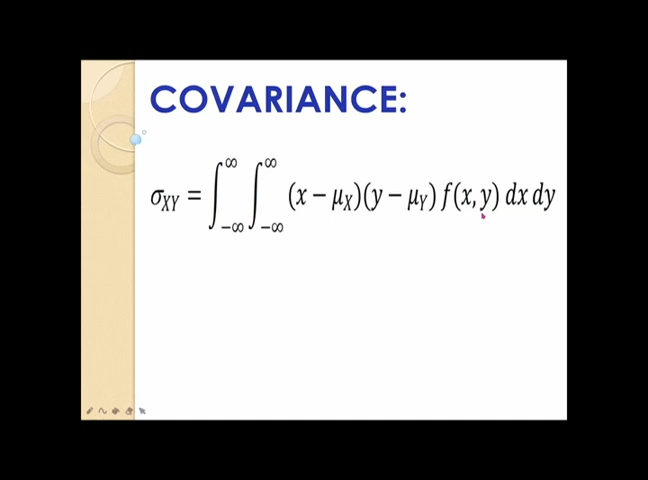 COVARIANCE:
σ_XY = ∫_{-∞}^{∞} ∫_{-∞}^{∞} (x − μ_X)(y − μ_Y) f(x, y) dx dy